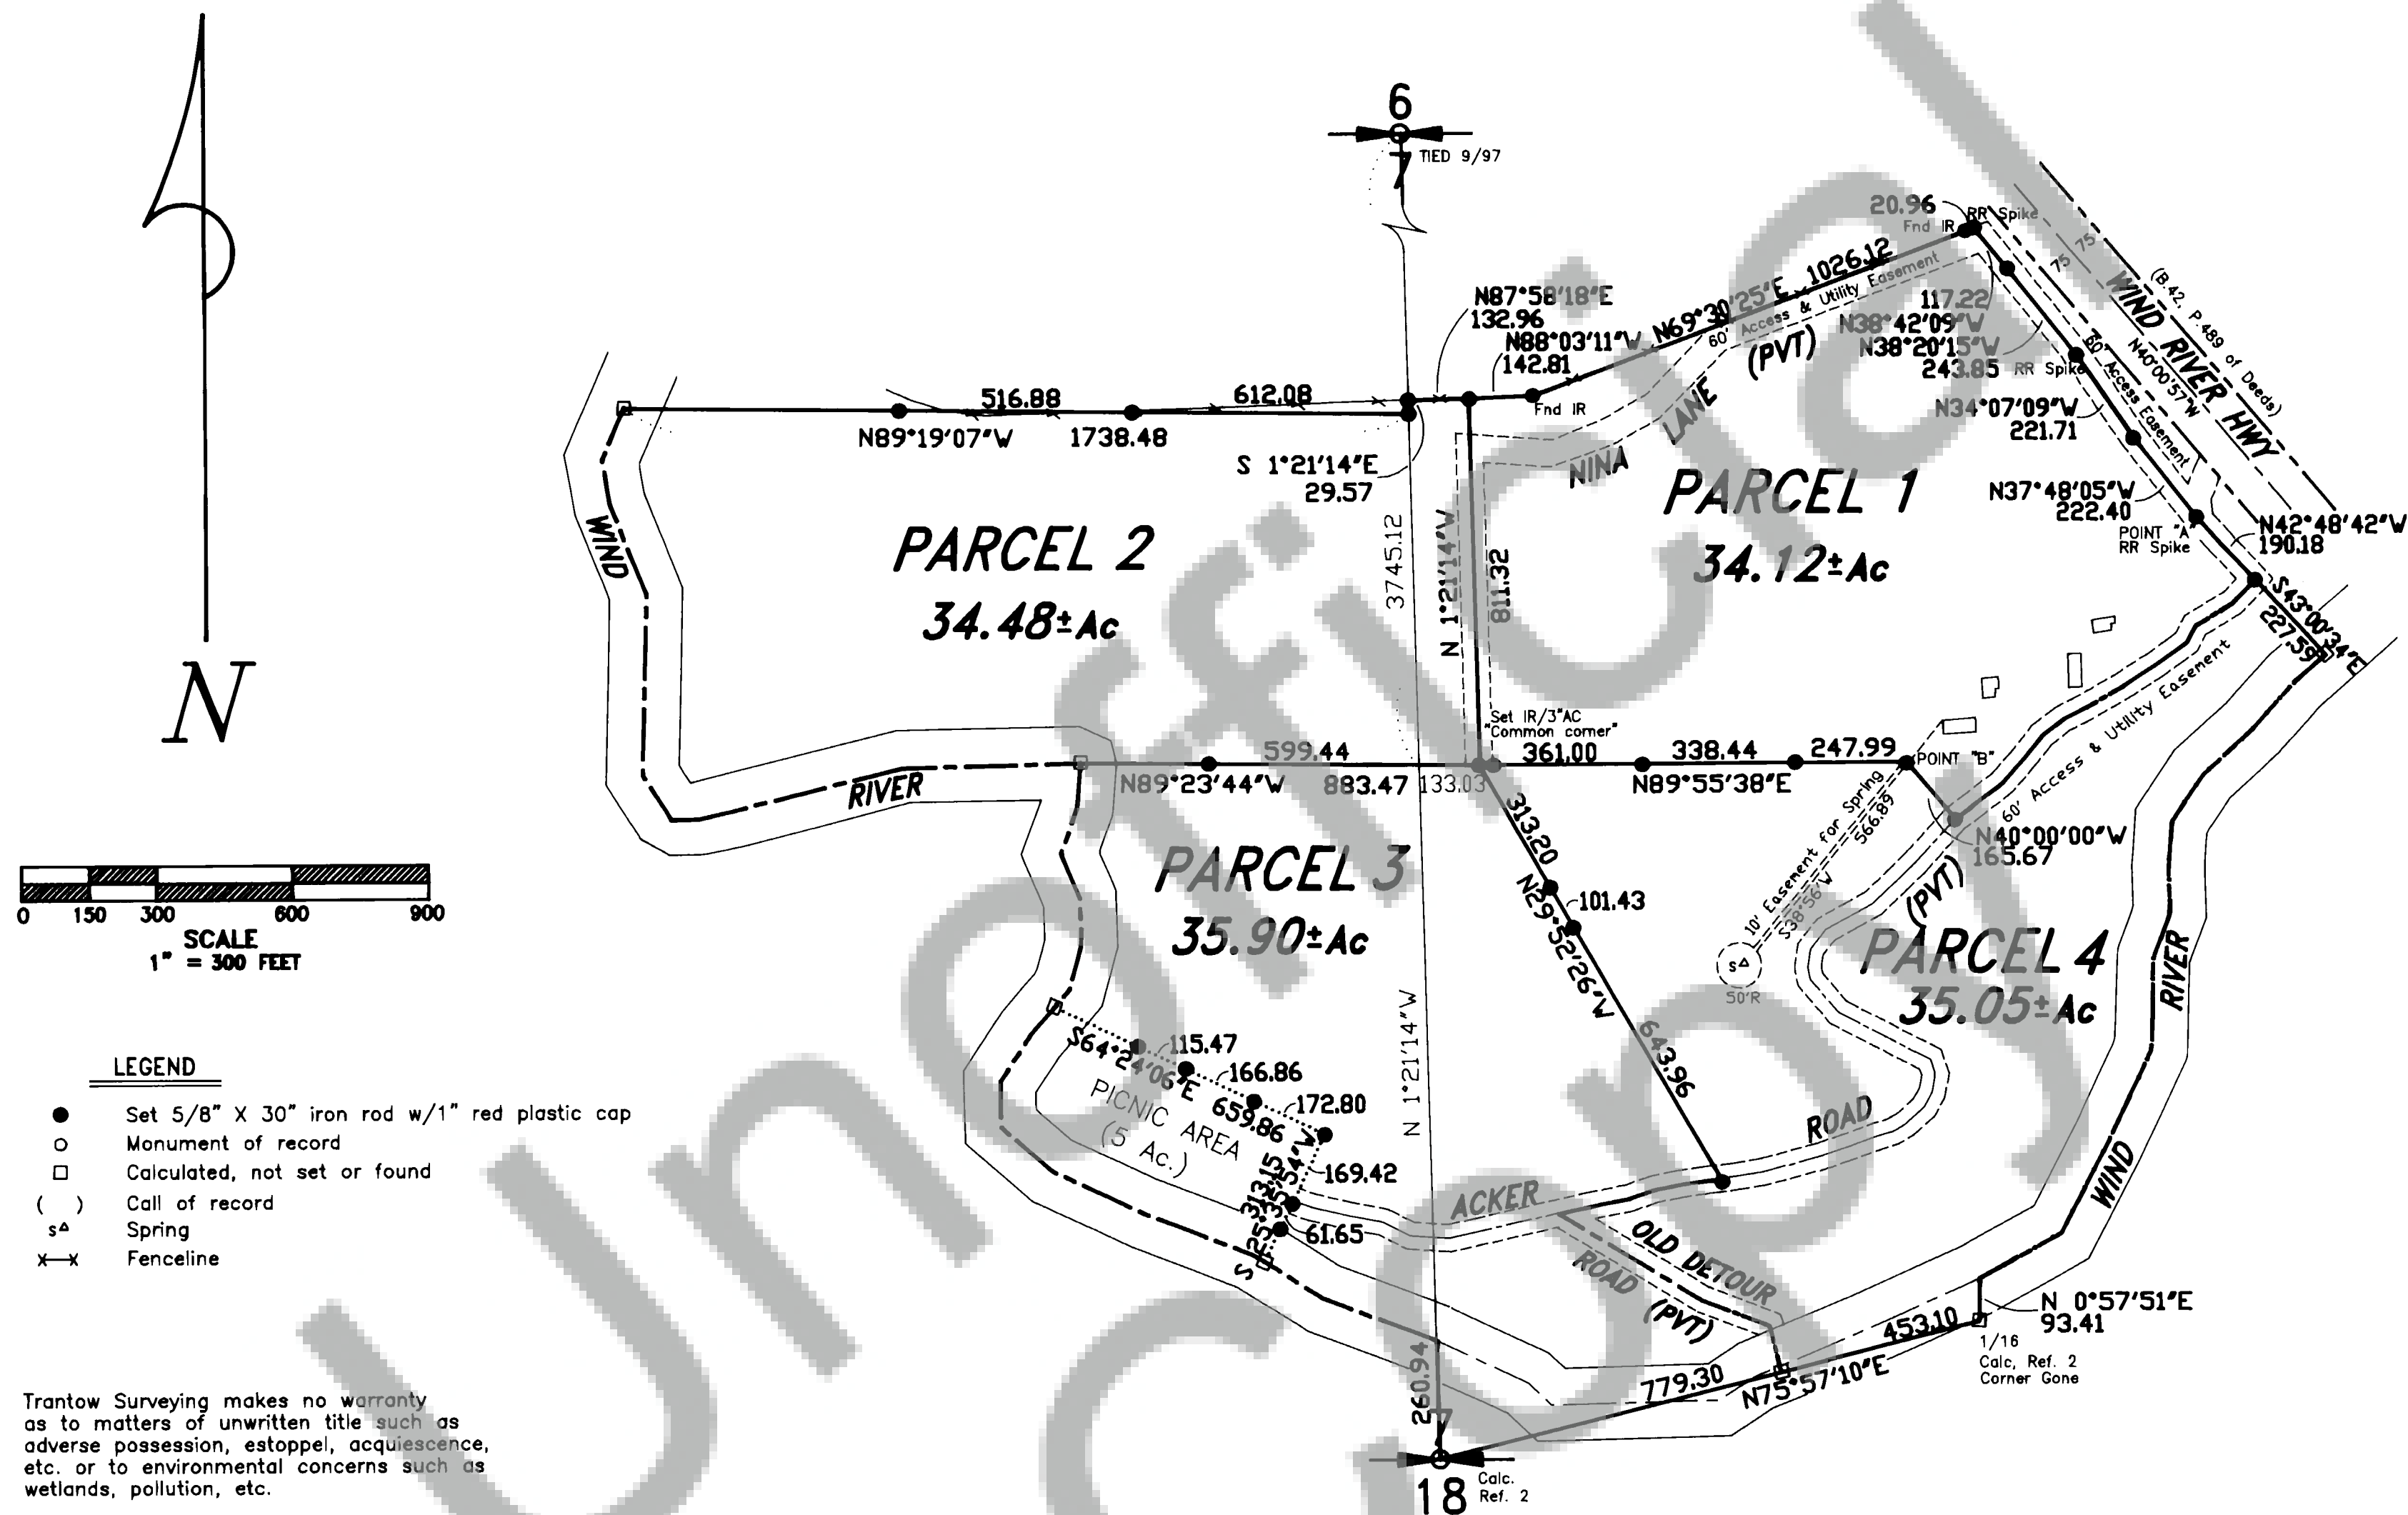 6
7
TIED 9/97
20.96
RR Spike
Fnd IR
75
75
WIND RIVER HWY
(B.42, P.489 of Deeds)
N40°00'57"W
60' Access Easement
N87°58'18"E
132.96
N88°03'11"W
142.81
Fnd IR
N69°30'25"E
1026.12
60' Access & Utility Easement
(PVT)
NINA LANE
117.22
N38°42'09"W
N38°20'15"W
243.85
RR Spike
N34°07'09"W
221.71
N37°48'05"W
222.40
POINT "A"
RR Spike
N42°48'42"W
190.18
S43°00'34"E
227.59
516.88
612.08
N89°19'07"W
1738.48
S 1°21'14"E
29.57
3745.12
N 1°21'14"W
811.32
PARCEL 1
34.12±Ac
PARCEL 2
34.48±Ac
WIND
RIVER
Set IR/3"AC
"Common corner"
599.44
N89°23'44"W
883.47
133.03
361.00
338.44
247.99
N89°55'38"E
POINT "B"
60' Access & Utility Easement
N40°00'00"W
165.67
(PVT)
10' Easement for Spring
S38°56'W
566.89
s
50'R
313.20
N29°52'26"W
101.43
643.96
PARCEL 3
35.90±Ac
PARCEL 4
35.05±Ac
RIVER
WIND
N 1°21'14"W
S64°24'06"E
115.47
166.86
659.86
172.80
PICNIC AREA
(5 Ac.)
169.42
S 25°35'54"W
313.15
61.65
ACKER
ROAD
OLD DETOUR
ROAD
(PVT)
260.94
779.30
N75°57'10"E
453.10
N 0°57'51"E
93.41
1/16
Calc, Ref. 2
Corner Gone
7
18
Calc.
Ref. 2
N
0 150 300 600 900
SCALE
1" = 300 FEET
LEGEND
Set 5/8" X 30" iron rod w/1" red plastic cap
Monument of record
Calculated, not set or found
( ) Call of record
s Spring
x—x Fenceline
Trantow Surveying makes no warranty
as to matters of unwritten title such as
adverse possession, estoppel, acquiescence,
etc. or to environmental concerns such as
wetlands, pollution, etc.
Unofficial
Copy